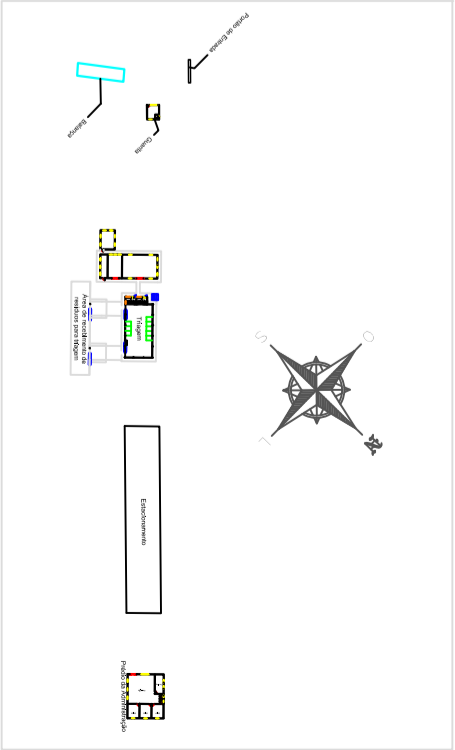 Portão de Entrada
Balança
Guarita
Área de recebimento de
resíduos para triagem
Triagem
S
O
L
N
Estacionamento
Prédio da Administração